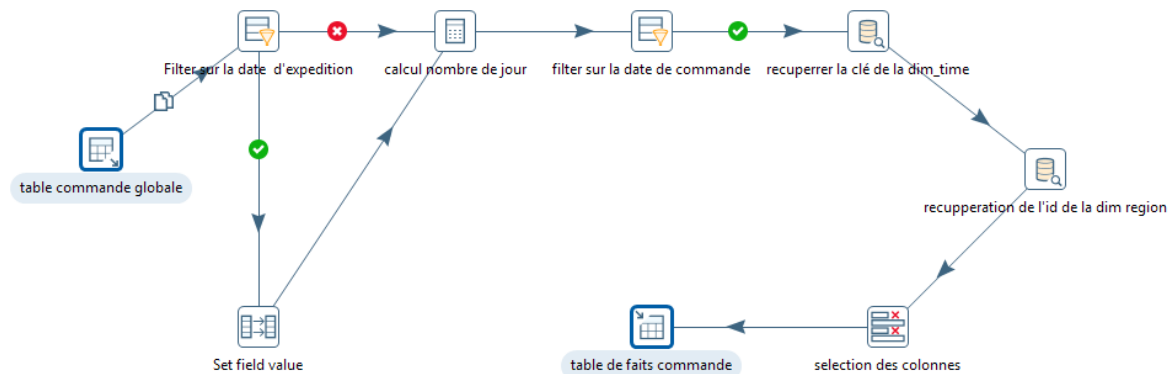 Filter sur la date  d'expedition
calcul nombre de jour
filter sur la date de commande
recuperrer la clé de la dim_time
table commande globale
recupperation de l'id de la dim region
Set field value
table de faits commande
selection des colonnes